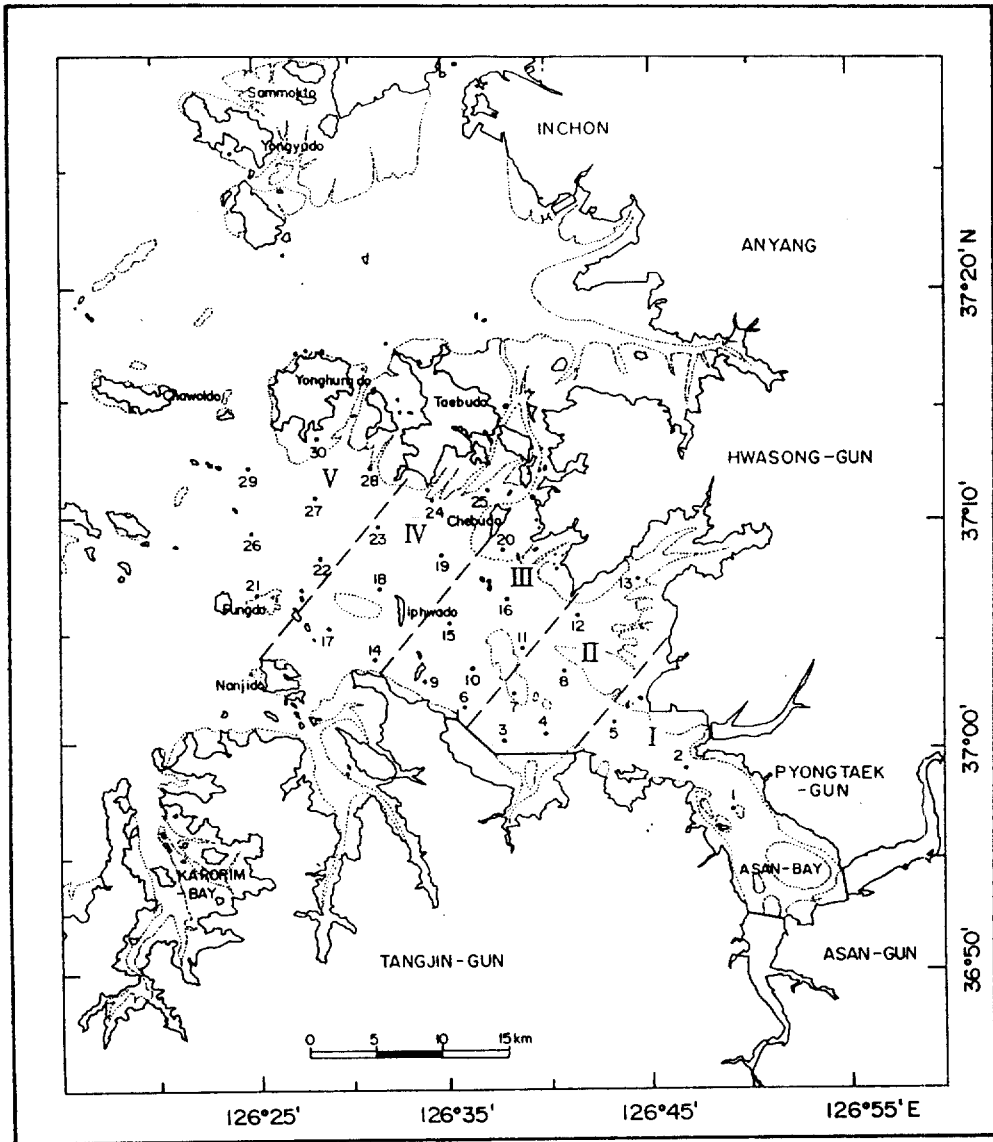 Sammokto
INCHON
Yongyudo
ANYANG
37°20' N
Yonghungdo
Chawoldo
Taebudo
30
HWASONG-GUN
V
29
28
25
27
24
37°10'
IV
Chebudo
23
26
20
19
III
22
13
18
21
Pungdo
Iphwado
16
12
17
15
11
II
14
10
8
9
Nanjido
6
7
4
3
5
I
37°00'
2
PYONGTAEK
-GUN
1
KARORIM
-BAY
ASAN-BAY
TANGJIN-GUN
ASAN-GUN
36°50'
0 5 10 15km
126°25' 126°35' 126°45' 126°55' E